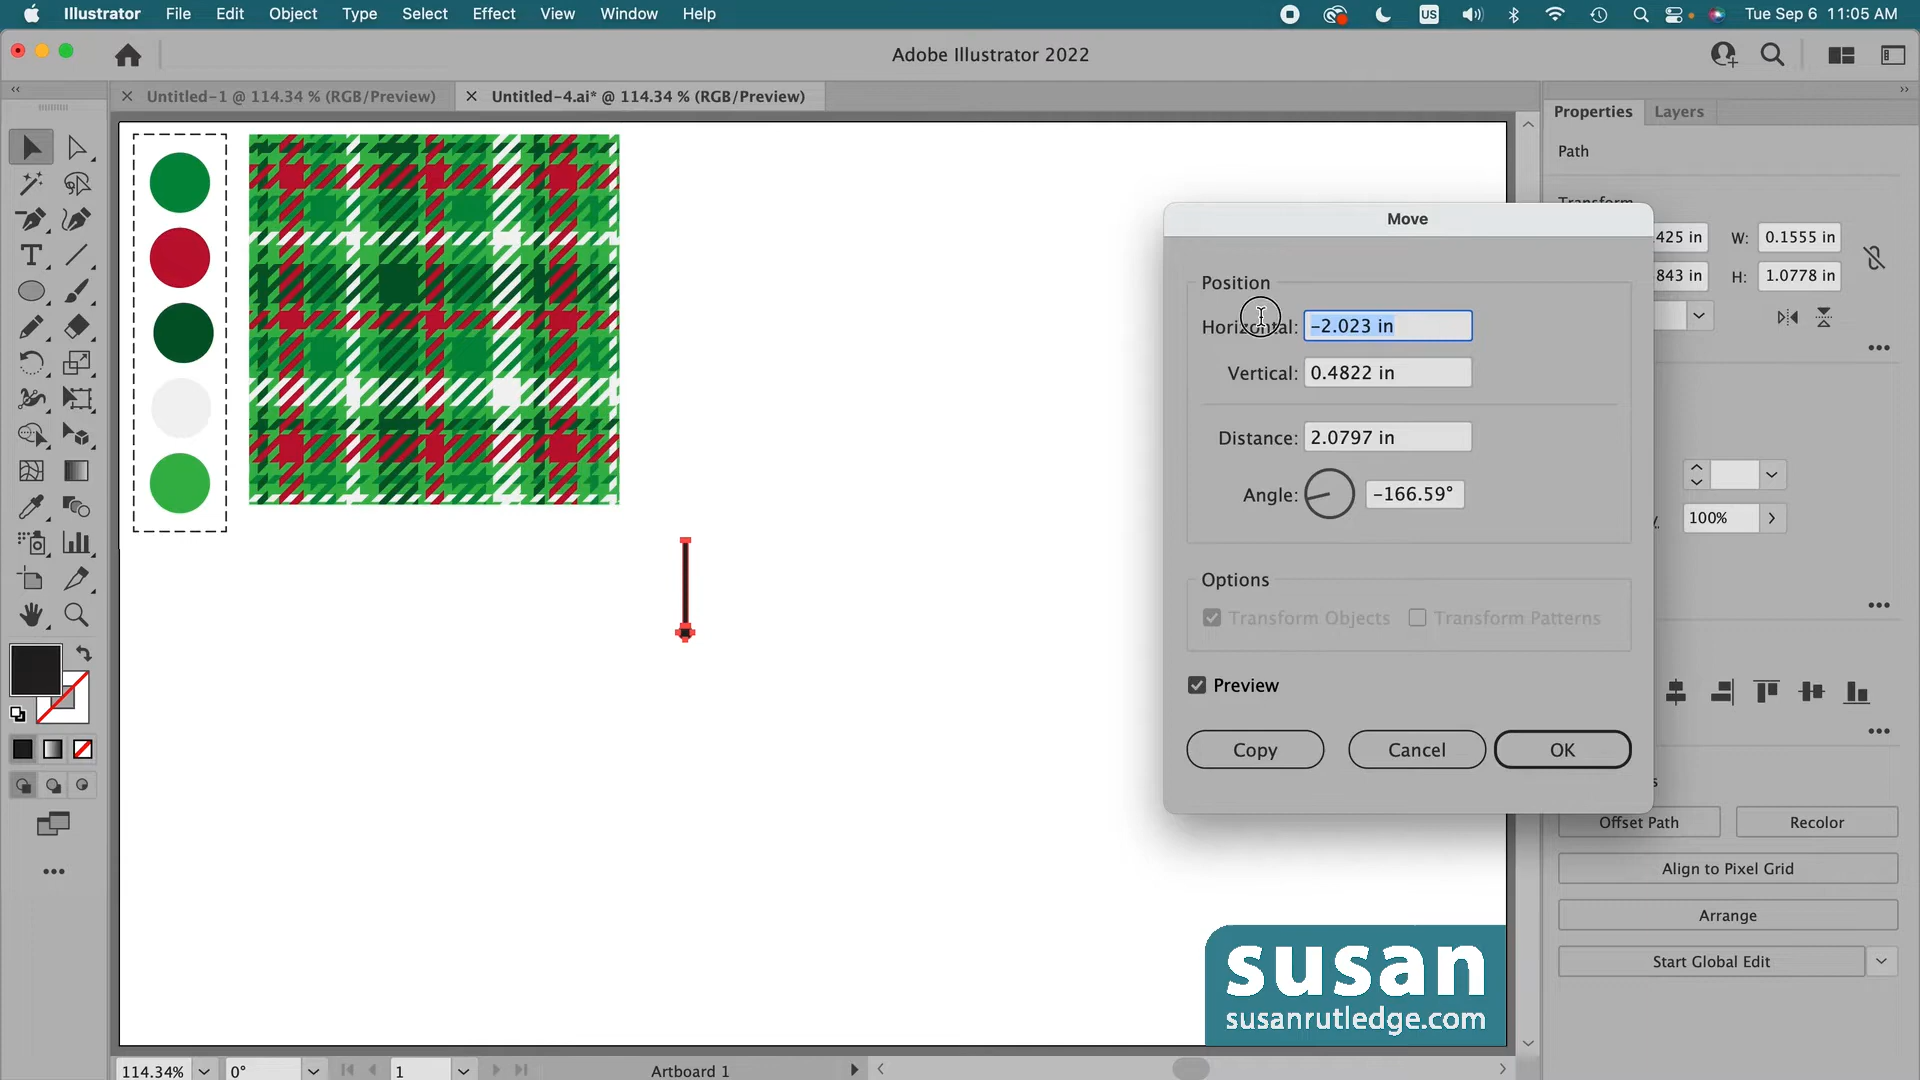 Illustrator File Edit Object Type Select Effect View Window Help US Tue Sep 6 11:05 AM
Adobe Illustrator 2022
Untitled-1 @ 114.34 % (RGB/Preview) Untitled-4.ai* @ 114.34 % (RGB/Preview)
Properties Layers
Path
Move
425 in W: 0.1555 in
843 in H: 1.0778 in
Position
Horizontal: -2.023 in
Vertical: 0.4822 in
Distance: 2.0797 in
Angle: -166.59°
100%
Options
Transform Objects Transform Patterns
Preview
Copy Cancel OK
Offset Path Recolor
Align to Pixel Grid
Arrange
Start Global Edit
susan
susanrutledge.com
114.34% 0° 1 Artboard 1